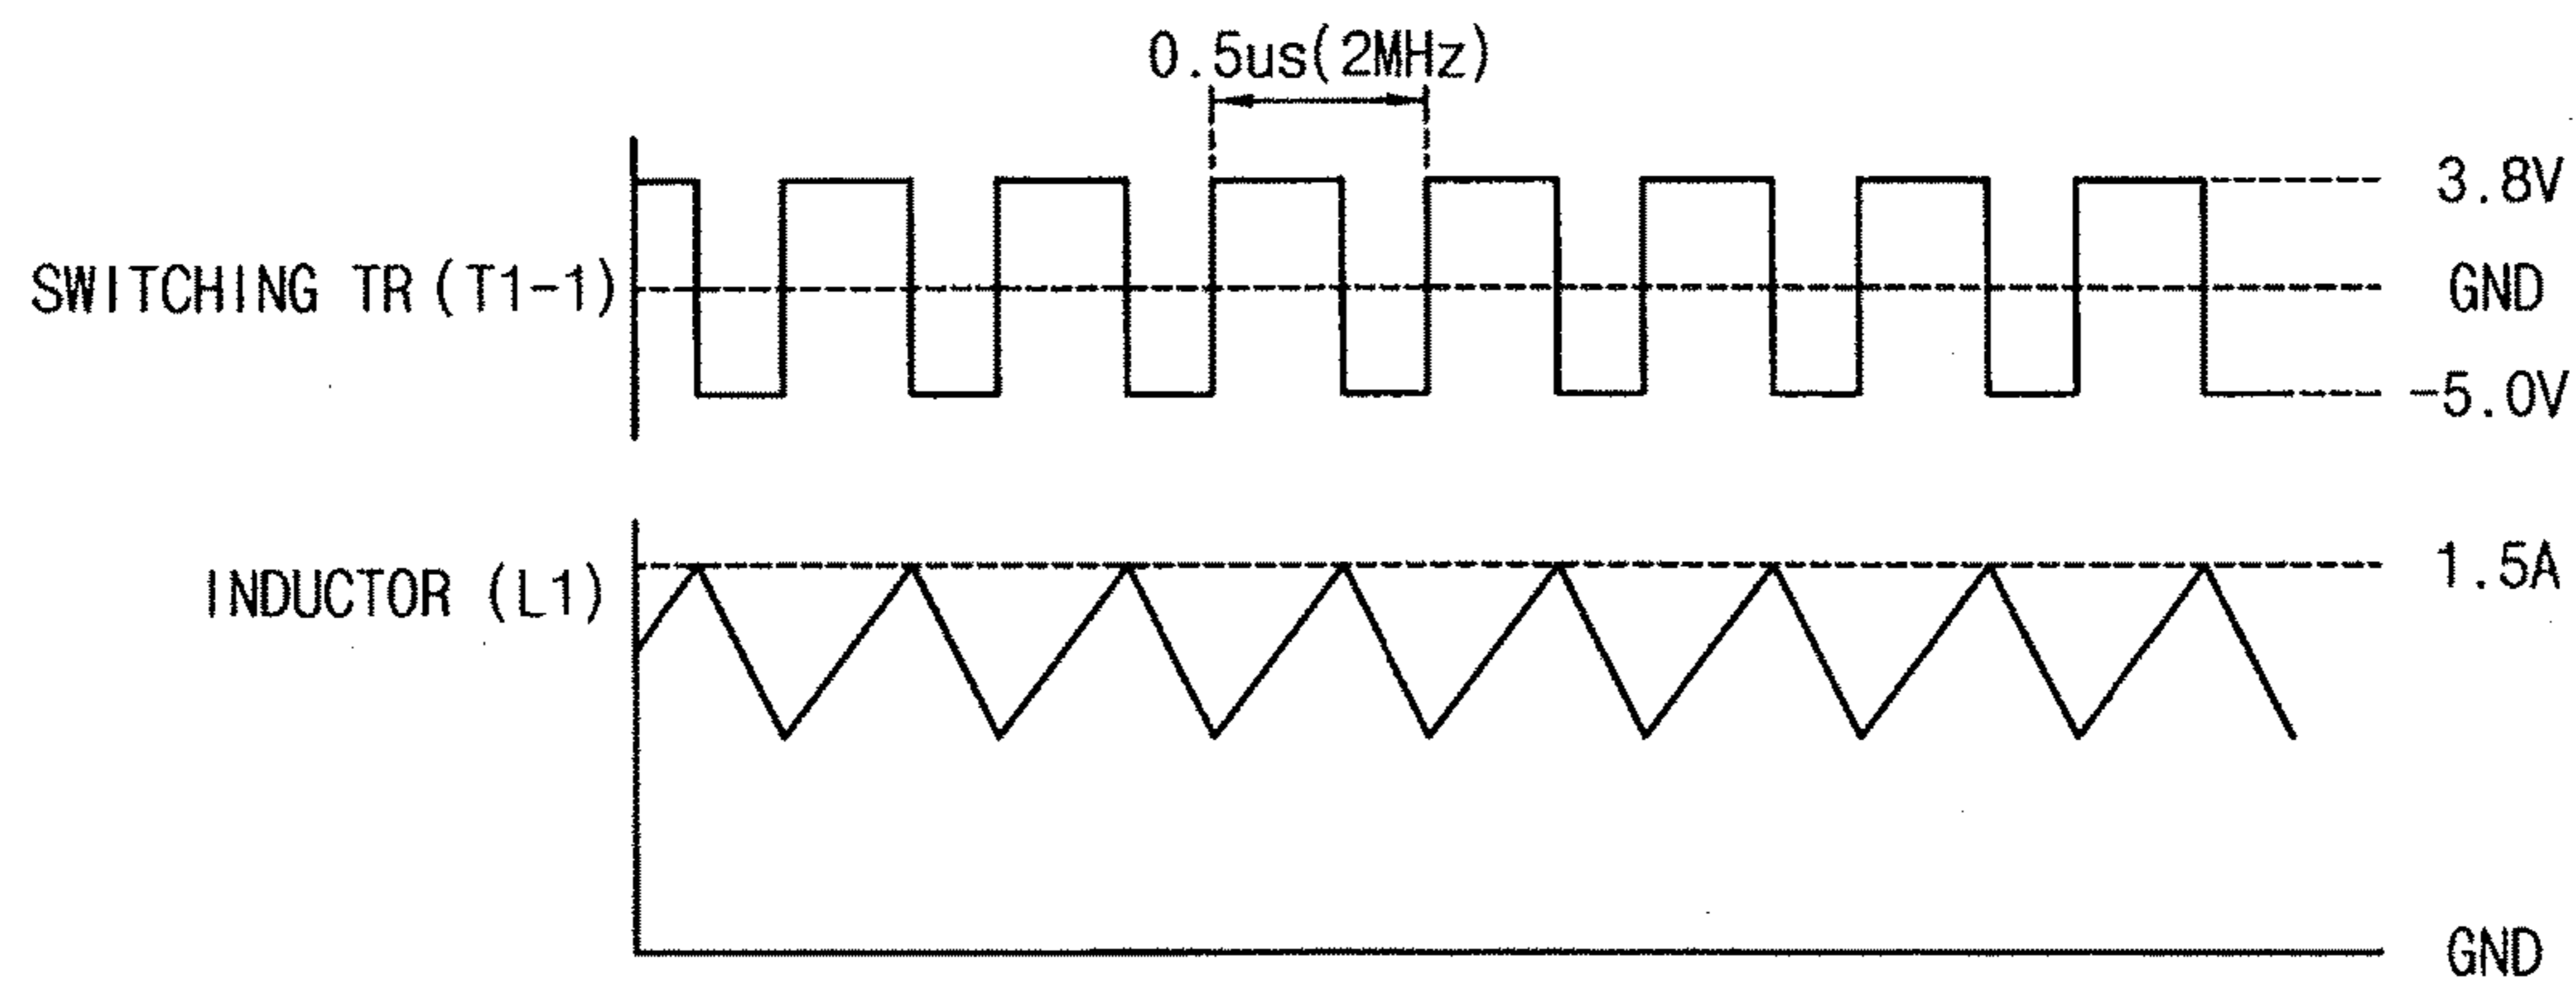 0.5us(2MHz)
3.8V
SWITCHING TR(T1-1)
GND
-5.0V
INDUCTOR (L1)
1.5A
GND